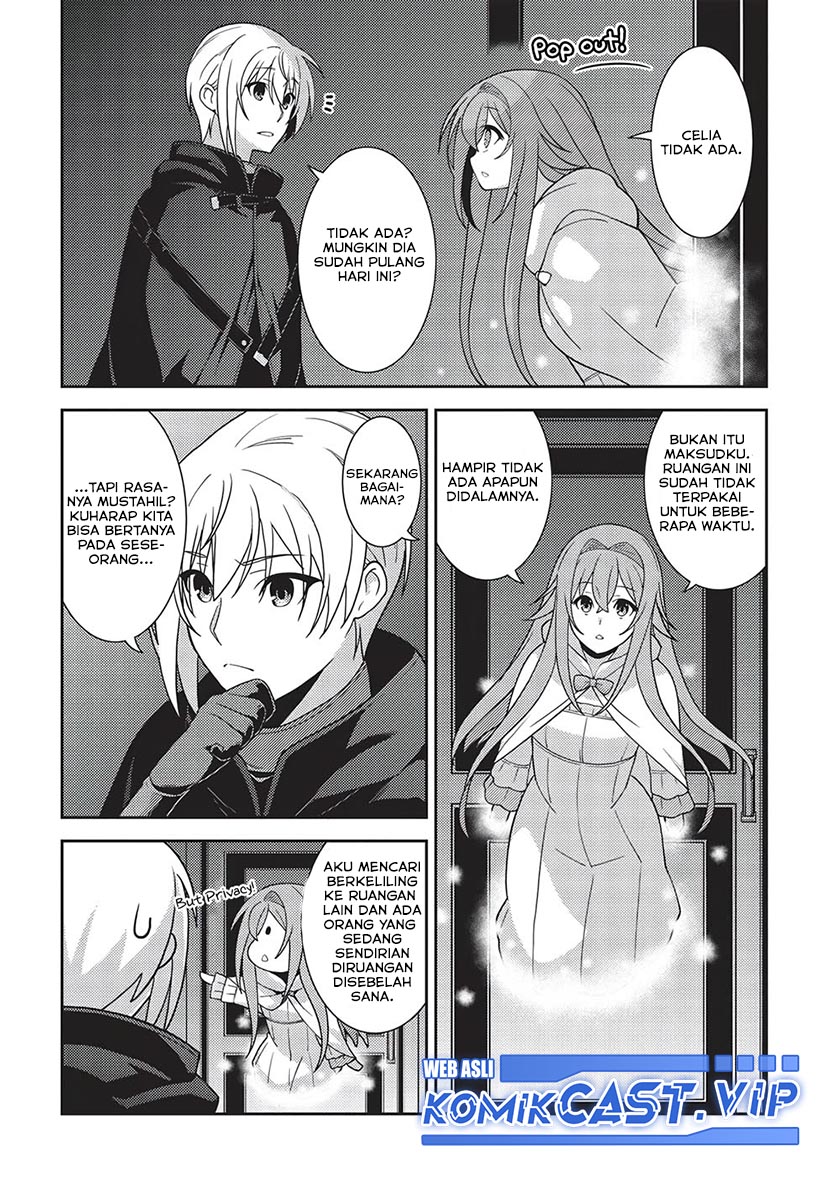 Pop out!
CELIA
TIDAK ADA.
TIDAK ADA?
MUNGKIN DIA
SUDAH PULANG
HARI INI?
BUKAN ITU
MAKSUDKU.
RUANGAN INI
SUDAH TIDAK
TERPAKAI
UNTUK BEBE-
RAPA WAKTU.
HAMPIR TIDAK
ADA APAPUN
DIDALAMNYA.
SEKARANG
BAGAI-
MANA?
...TAPI RASA-
NYA MUSTAHIL?
KUHARAP KITA
BISA BERTANYA
PADA SESE-
ORANG...
AKU MENCARI
BERKELILING
KE RUANGAN
LAIN DAN ADA
ORANG YANG
SEDANG
SENDIRIAN
DIRUANGAN
DISEBELAH
SANA.
But Privacy!
WEB ASLI
KOMIKCAST.VIP